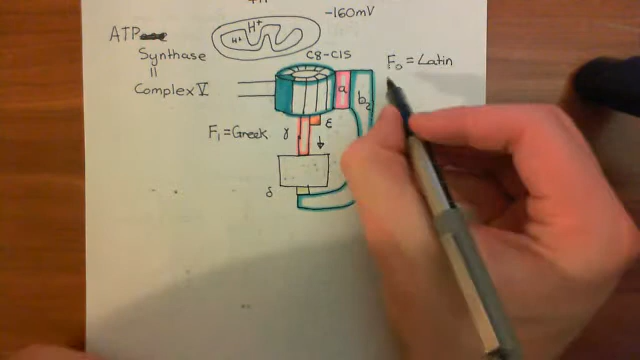 -160mV
H+
H+
ATP
Synthase
=
Complex V
C8-C15
F₀ = Latin
a
b₂
ε
F₁ = Greek
γ
δ